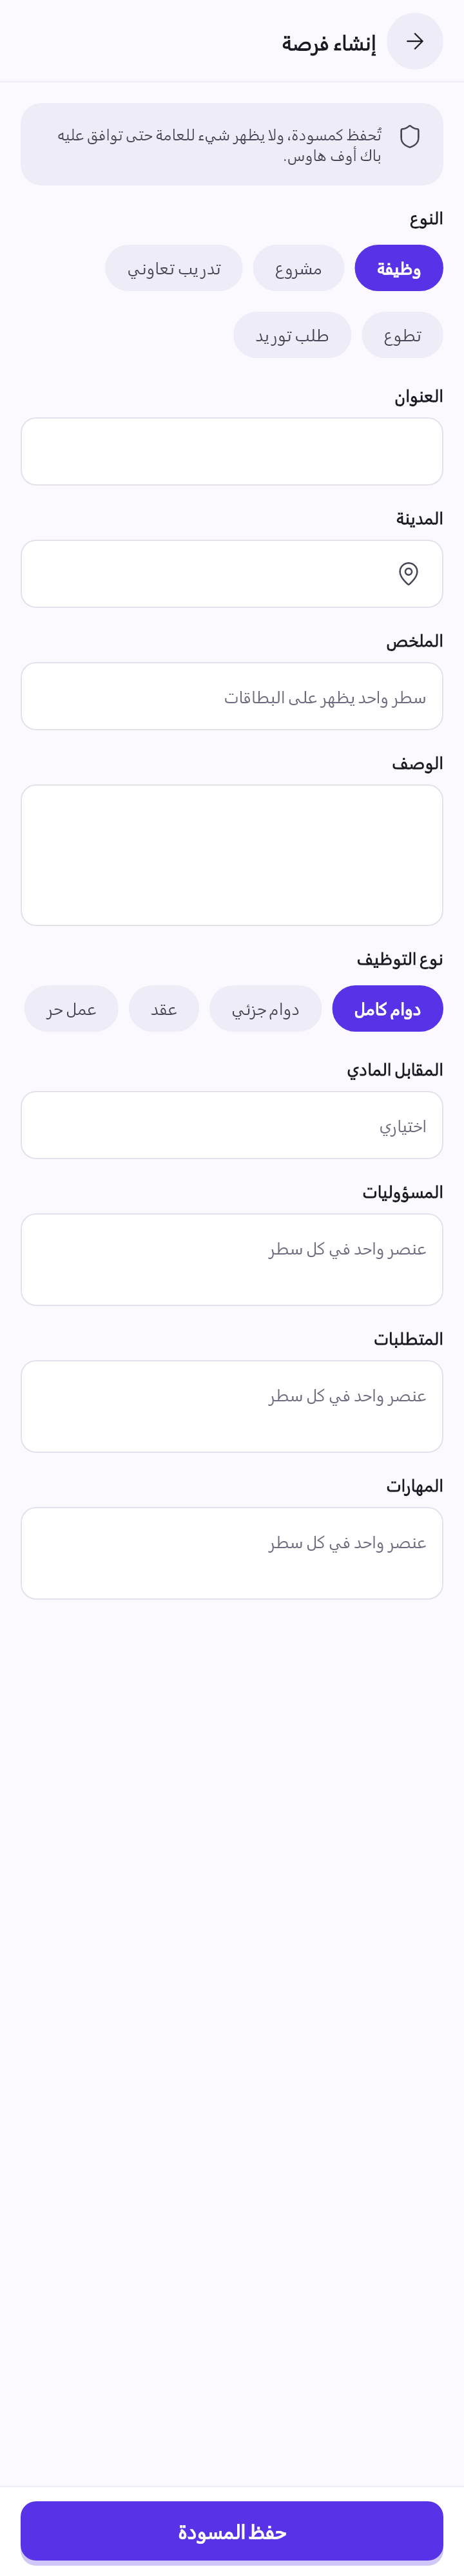 إنشاء فرصة
تُحفظ كمسودة، ولا يظهر شيء للعامة حتى توافق عليه
باك أوف هاوس.
النوع
وظيفة
مشروع
تدريب تعاوني
تطوع
طلب توريد
العنوان
المدينة
الملخص
سطر واحد يظهر على البطاقات
الوصف
نوع التوظيف
دوام كامل
دوام جزئي
عقد
عمل حر
المقابل المادي
اختياري
المسؤوليات
عنصر واحد في كل سطر
المتطلبات
عنصر واحد في كل سطر
المهارات
عنصر واحد في كل سطر
حفظ المسودة